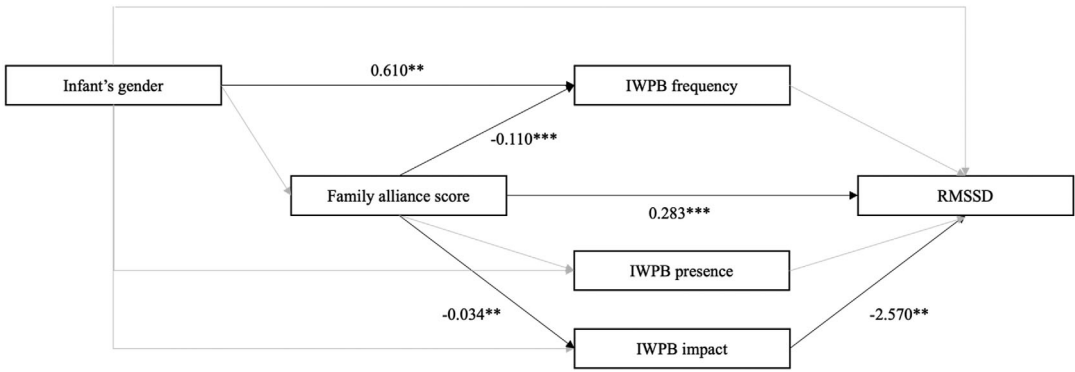 0.610**
Infant's gender
IWPB frequency
-0.110***
Family alliance score
RMSSD
0.283***
IWPB presence
-0.034**
-2.570**
IWPB impact